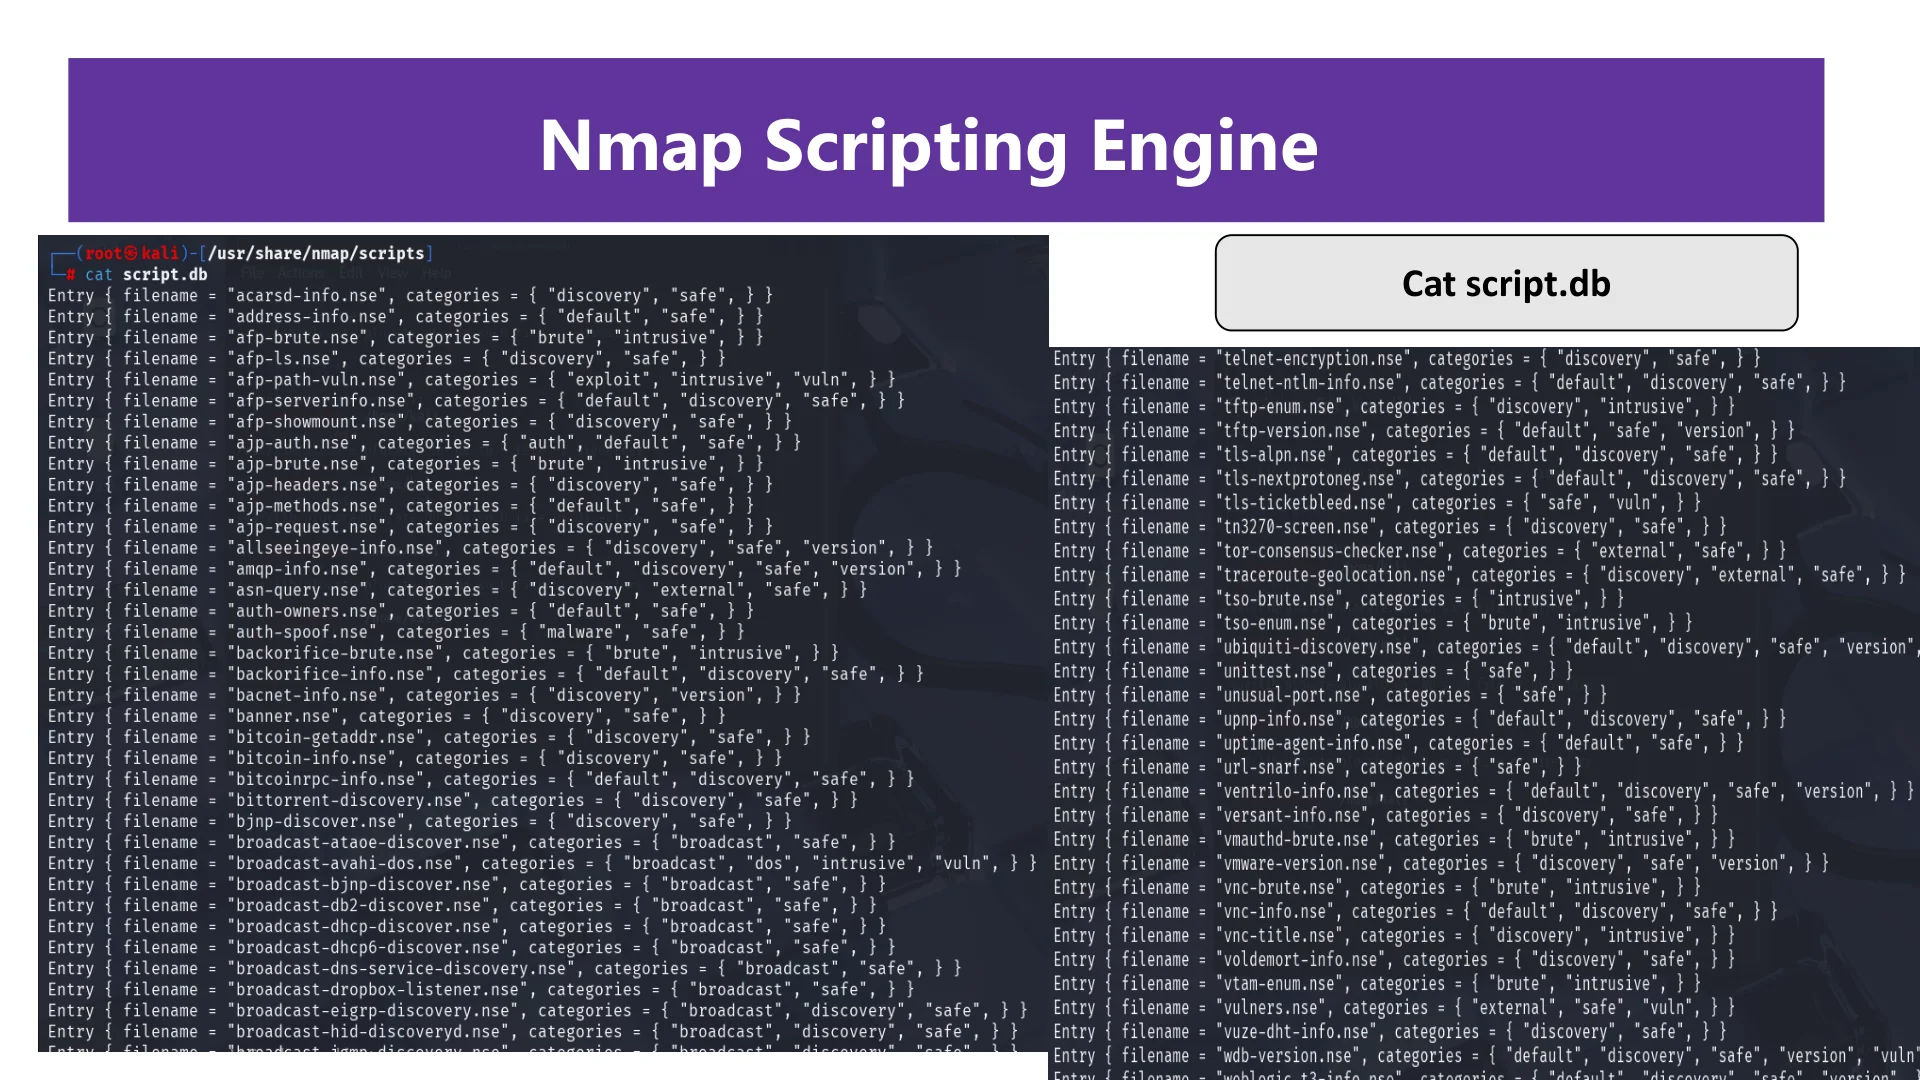 Nmap Scripting Engine
┌──(root㉿kali)-[/usr/share/nmap/scripts]
└─# cat script.db
Entry { filename = "acarsd-info.nse", categories = { "discovery", "safe", } }
Entry { filename = "address-info.nse", categories = { "default", "safe", } }
Entry { filename = "afp-brute.nse", categories = { "brute", "intrusive", } }
Entry { filename = "afp-ls.nse", categories = { "discovery", "safe", } }
Entry { filename = "afp-path-vuln.nse", categories = { "exploit", "intrusive", "vuln", } }
Entry { filename = "afp-serverinfo.nse", categories = { "default", "discovery", "safe", } }
Entry { filename = "afp-showmount.nse", categories = { "discovery", "safe", } }
Entry { filename = "ajp-auth.nse", categories = { "auth", "default", "safe", } }
Entry { filename = "ajp-brute.nse", categories = { "brute", "intrusive", } }
Entry { filename = "ajp-headers.nse", categories = { "discovery", "safe", } }
Entry { filename = "ajp-methods.nse", categories = { "default", "safe", } }
Entry { filename = "ajp-request.nse", categories = { "discovery", "safe", } }
Entry { filename = "allseeingeye-info.nse", categories = { "discovery", "safe", "version", } }
Entry { filename = "amqp-info.nse", categories = { "default", "discovery", "safe", "version", } }
Entry { filename = "asn-query.nse", categories = { "discovery", "external", "safe", } }
Entry { filename = "auth-owners.nse", categories = { "default", "safe", } }
Entry { filename = "auth-spoof.nse", categories = { "malware", "safe", } }
Entry { filename = "backorifice-brute.nse", categories = { "brute", "intrusive", } }
Entry { filename = "backorifice-info.nse", categories = { "default", "discovery", "safe", } }
Entry { filename = "bacnet-info.nse", categories = { "discovery", "version", } }
Entry { filename = "banner.nse", categories = { "discovery", "safe", } }
Entry { filename = "bitcoin-getaddr.nse", categories = { "discovery", "safe", } }
Entry { filename = "bitcoin-info.nse", categories = { "discovery", "safe", } }
Entry { filename = "bitcoinrpc-info.nse", categories = { "default", "discovery", "safe", } }
Entry { filename = "bittorrent-discovery.nse", categories = { "discovery", "safe", } }
Entry { filename = "bjnp-discover.nse", categories = { "discovery", "safe", } }
Entry { filename = "broadcast-ataoe-discover.nse", categories = { "broadcast", "safe", } }
Entry { filename = "broadcast-avahi-dos.nse", categories = { "broadcast", "dos", "intrusive", "vuln", } }
Entry { filename = "broadcast-bjnp-discover.nse", categories = { "broadcast", "safe", } }
Entry { filename = "broadcast-db2-discover.nse", categories = { "broadcast", "safe", } }
Entry { filename = "broadcast-dhcp-discover.nse", categories = { "broadcast", "safe", } }
Entry { filename = "broadcast-dhcp6-discover.nse", categories = { "broadcast", "safe", } }
Entry { filename = "broadcast-dns-service-discovery.nse", categories = { "broadcast", "safe", } }
Entry { filename = "broadcast-dropbox-listener.nse", categories = { "broadcast", "safe", } }
Entry { filename = "broadcast-eigrp-discovery.nse", categories = { "broadcast", "discovery", "safe", } }
Entry { filename = "broadcast-hid-discoveryd.nse", categories = { "broadcast", "discovery", "safe", } }
Entry { filename = "broadcast-igmp-discovery.nse", categories = { "broadcast", "discovery", "safe", } }
Cat script.db
Entry { filename = "telnet-encryption.nse", categories = { "discovery", "safe", } }
Entry { filename = "telnet-ntlm-info.nse", categories = { "default", "discovery", "safe", } }
Entry { filename = "tftp-enum.nse", categories = { "discovery", "intrusive", } }
Entry { filename = "tftp-version.nse", categories = { "default", "safe", "version", } }
Entry { filename = "tls-alpn.nse", categories = { "default", "discovery", "safe", } }
Entry { filename = "tls-nextprotoneg.nse", categories = { "default", "discovery", "safe", } }
Entry { filename = "tls-ticketbleed.nse", categories = { "safe", "vuln", } }
Entry { filename = "tn3270-screen.nse", categories = { "discovery", "safe", } }
Entry { filename = "tor-consensus-checker.nse", categories = { "external", "safe", } }
Entry { filename = "traceroute-geolocation.nse", categories = { "discovery", "external", "safe", } }
Entry { filename = "tso-brute.nse", categories = { "intrusive", } }
Entry { filename = "tso-enum.nse", categories = { "brute", "intrusive", } }
Entry { filename = "ubiquiti-discovery.nse", categories = { "default", "discovery", "safe", "version",
Entry { filename = "unittest.nse", categories = { "safe", } }
Entry { filename = "unusual-port.nse", categories = { "safe", } }
Entry { filename = "upnp-info.nse", categories = { "default", "discovery", "safe", } }
Entry { filename = "uptime-agent-info.nse", categories = { "default", "safe", } }
Entry { filename = "url-snarf.nse", categories = { "safe", } }
Entry { filename = "ventrilo-info.nse", categories = { "default", "discovery", "safe", "version", } }
Entry { filename = "versant-info.nse", categories = { "discovery", "safe", } }
Entry { filename = "vmauthd-brute.nse", categories = { "brute", "intrusive", } }
Entry { filename = "vmware-version.nse", categories = { "discovery", "safe", "version", } }
Entry { filename = "vnc-brute.nse", categories = { "brute", "intrusive", } }
Entry { filename = "vnc-info.nse", categories = { "default", "discovery", "safe", } }
Entry { filename = "vnc-title.nse", categories = { "discovery", "intrusive", } }
Entry { filename = "voldemort-info.nse", categories = { "discovery", "safe", } }
Entry { filename = "vtam-enum.nse", categories = { "brute", "intrusive", } }
Entry { filename = "vulners.nse", categories = { "external", "safe", "vuln", } }
Entry { filename = "vuze-dht-info.nse", categories = { "discovery", "safe", } }
Entry { filename = "wdb-version.nse", categories = { "default", "discovery", "safe", "version", "vuln"
Entry { filename = "weblogic-t3-info.nse", categories = { "default", "discovery", "safe", "version",